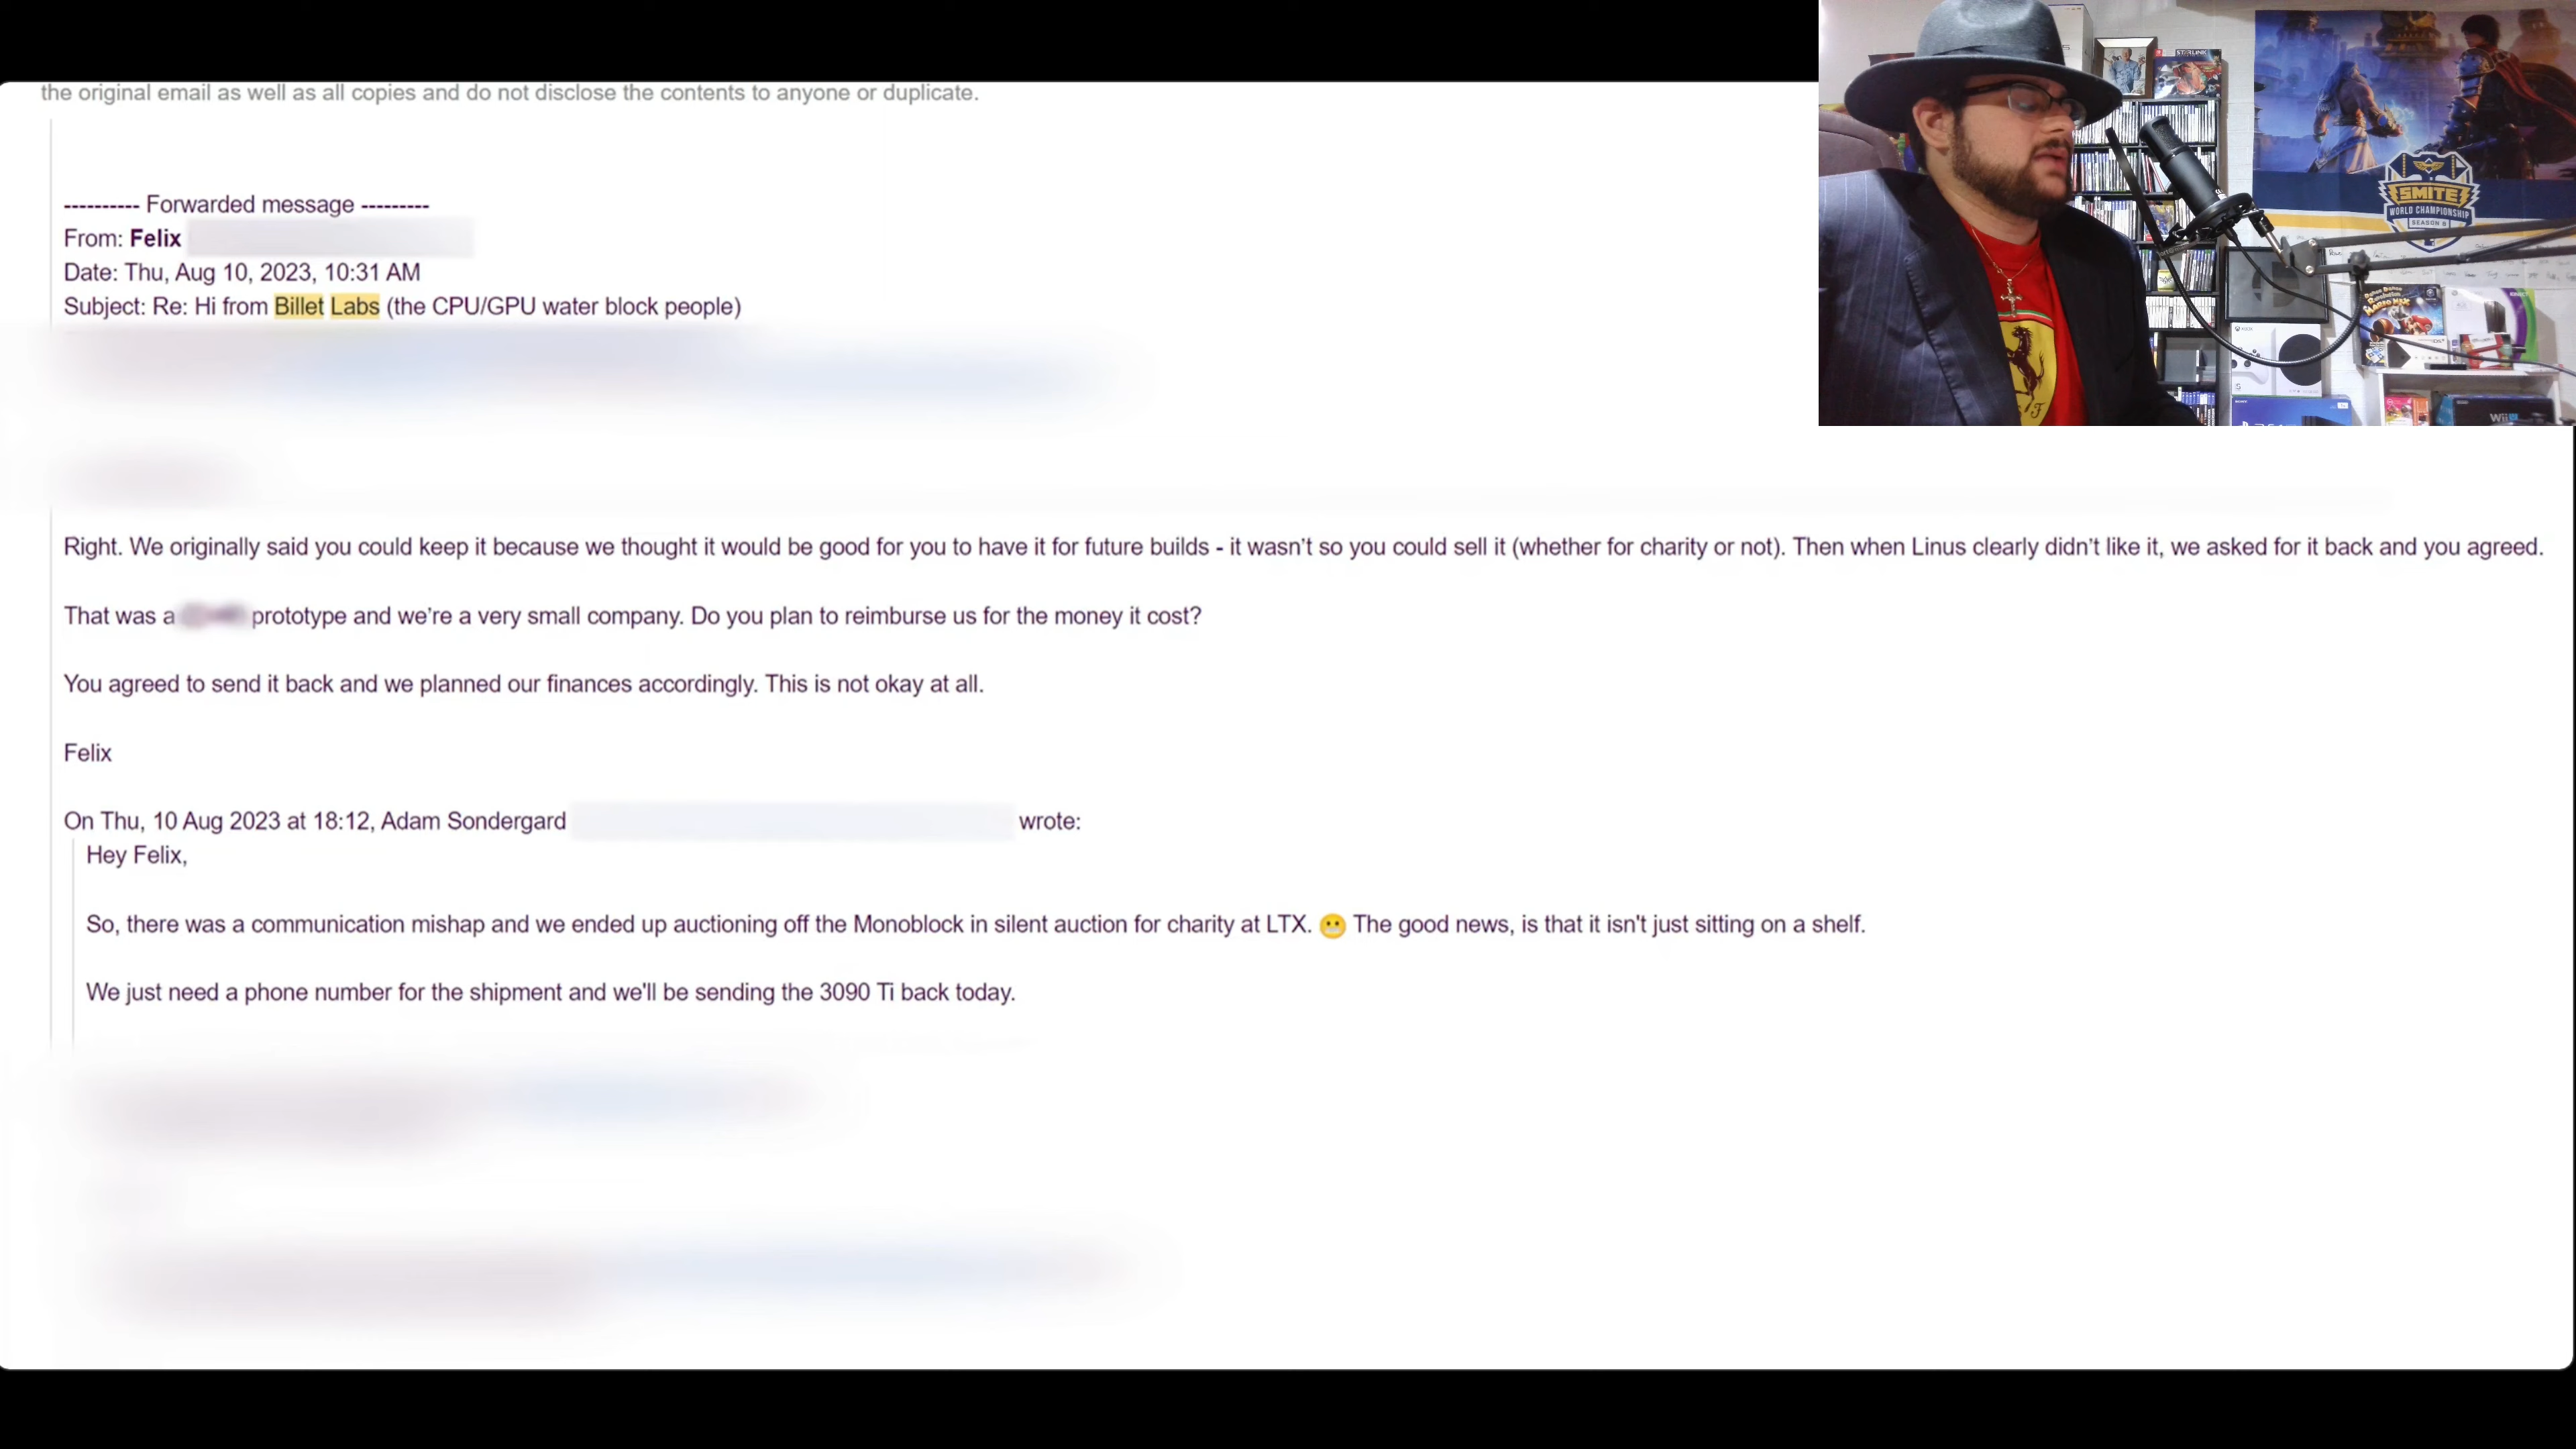 the original email as well as all copies and do not disclose the contents to anyone or duplicate.
---------- Forwarded message ---------
From: Felix
Date: Thu, Aug 10, 2023, 10:31 AM
Subject: Re: Hi from Billet Labs (the CPU/GPU water block people)
Right. We originally said you could keep it because we thought it would be good for you to have it for future builds - it wasn't so you could sell it (whether for charity or not). Then when Linus clearly didn't like it, we asked for it back and you agreed.
That was a prototype and we're a very small company. Do you plan to reimburse us for the money it cost?
You agreed to send it back and we planned our finances accordingly. This is not okay at all.
Felix
On Thu, 10 Aug 2023 at 18:12, Adam Sondergard wrote:
Hey Felix,
So, there was a communication mishap and we ended up auctioning off the Monoblock in silent auction for charity at LTX. 😬 The good news, is that it isn't just sitting on a shelf.
We just need a phone number for the shipment and we'll be sending the 3090 Ti back today.
STARLINK
SMITE
WORLD CHAMPIONSHIP
SEASON 8
XBOX
SONY
Wii U